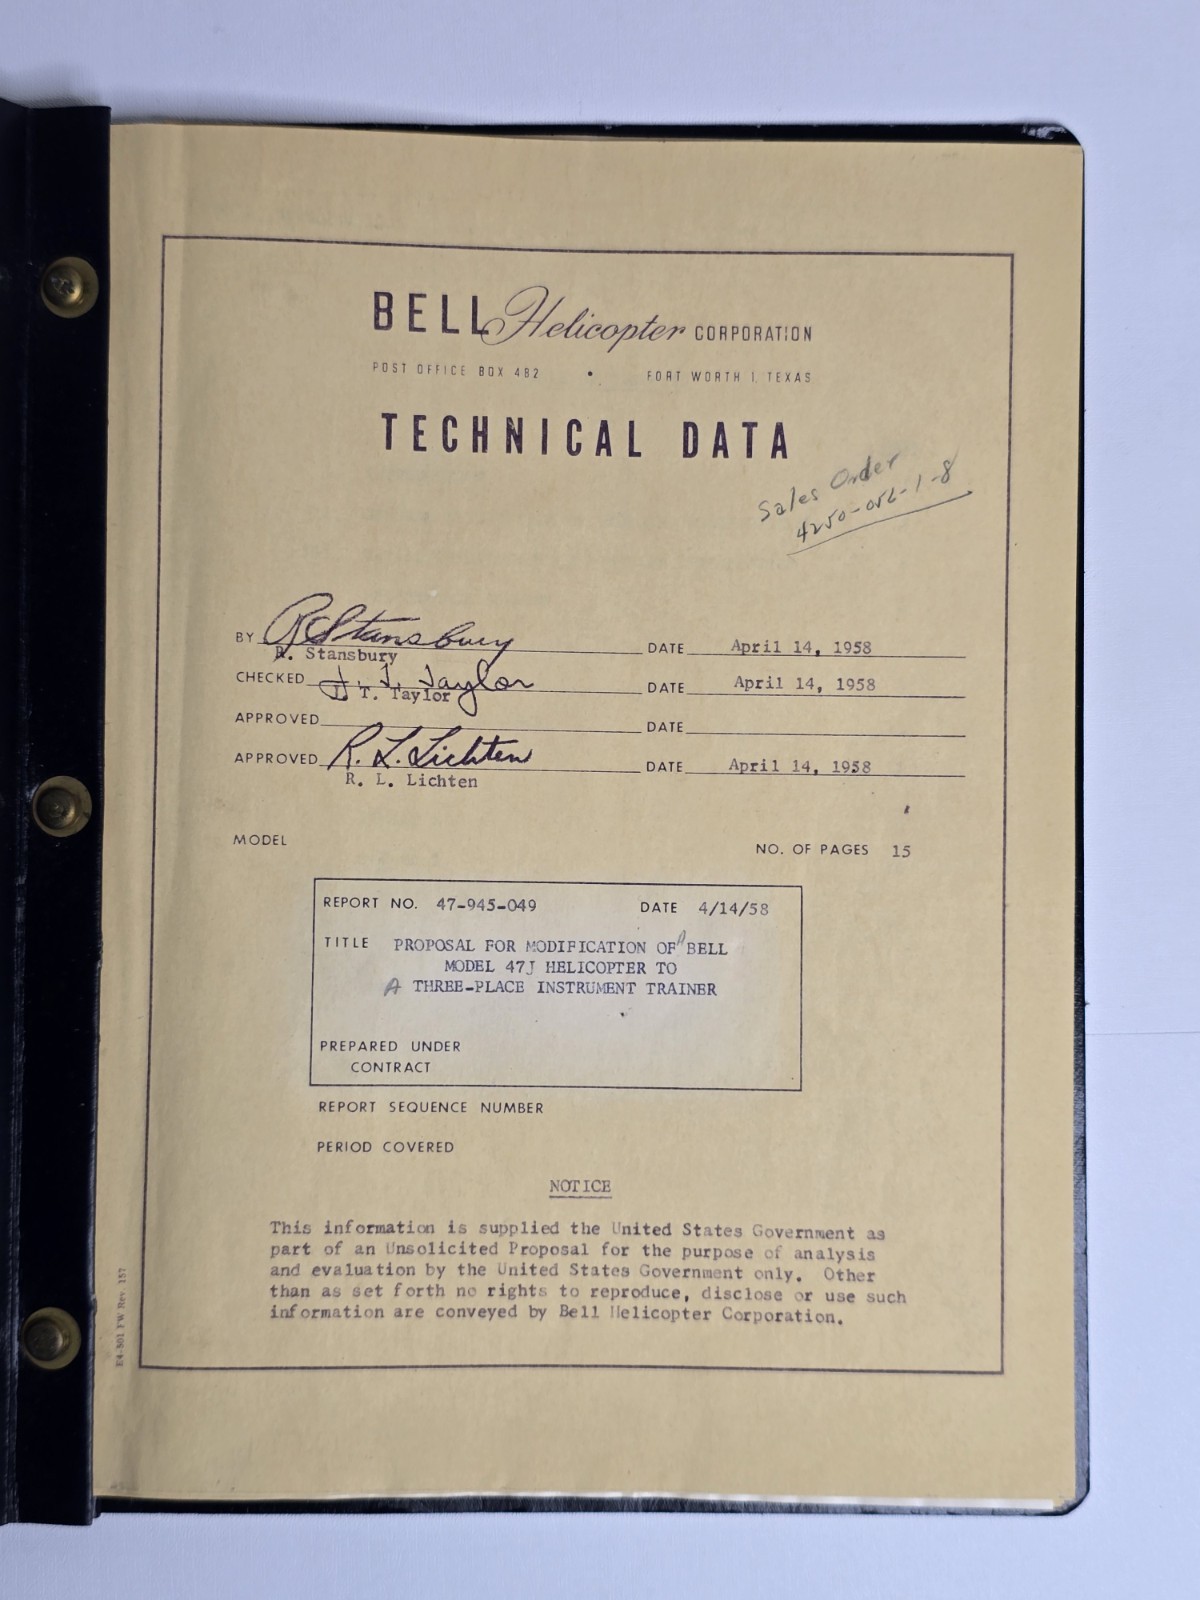 BELL Helicopter CORPORATION
POST OFFICE BOX 482 • FORT WORTH 1, TEXAS
TECHNICAL DATA
Sales Order
4250-056-1-8
BY R Stansbury DATE April 14, 1958
R. Stansbury
CHECKED J. T. Taylor DATE April 14, 1958
J. T. Taylor
APPROVED DATE
APPROVED R. L. Lichten DATE April 14, 1958
R. L. Lichten
MODEL
NO. OF PAGES 15
REPORT NO. 47-945-049 DATE 4/14/58
TITLE PROPOSAL FOR MODIFICATION OF A BELL
MODEL 47J HELICOPTER TO
A THREE-PLACE INSTRUMENT TRAINER
PREPARED UNDER
CONTRACT
REPORT SEQUENCE NUMBER
PERIOD COVERED
NOTICE
This information is supplied the United States Government as
part of an Unsolicited Proposal for the purpose of analysis
and evaluation by the United States Government only. Other
than as set forth no rights to reproduce, disclose or use such
information are conveyed by Bell Helicopter Corporation.
E4-501 FW Rev. 157